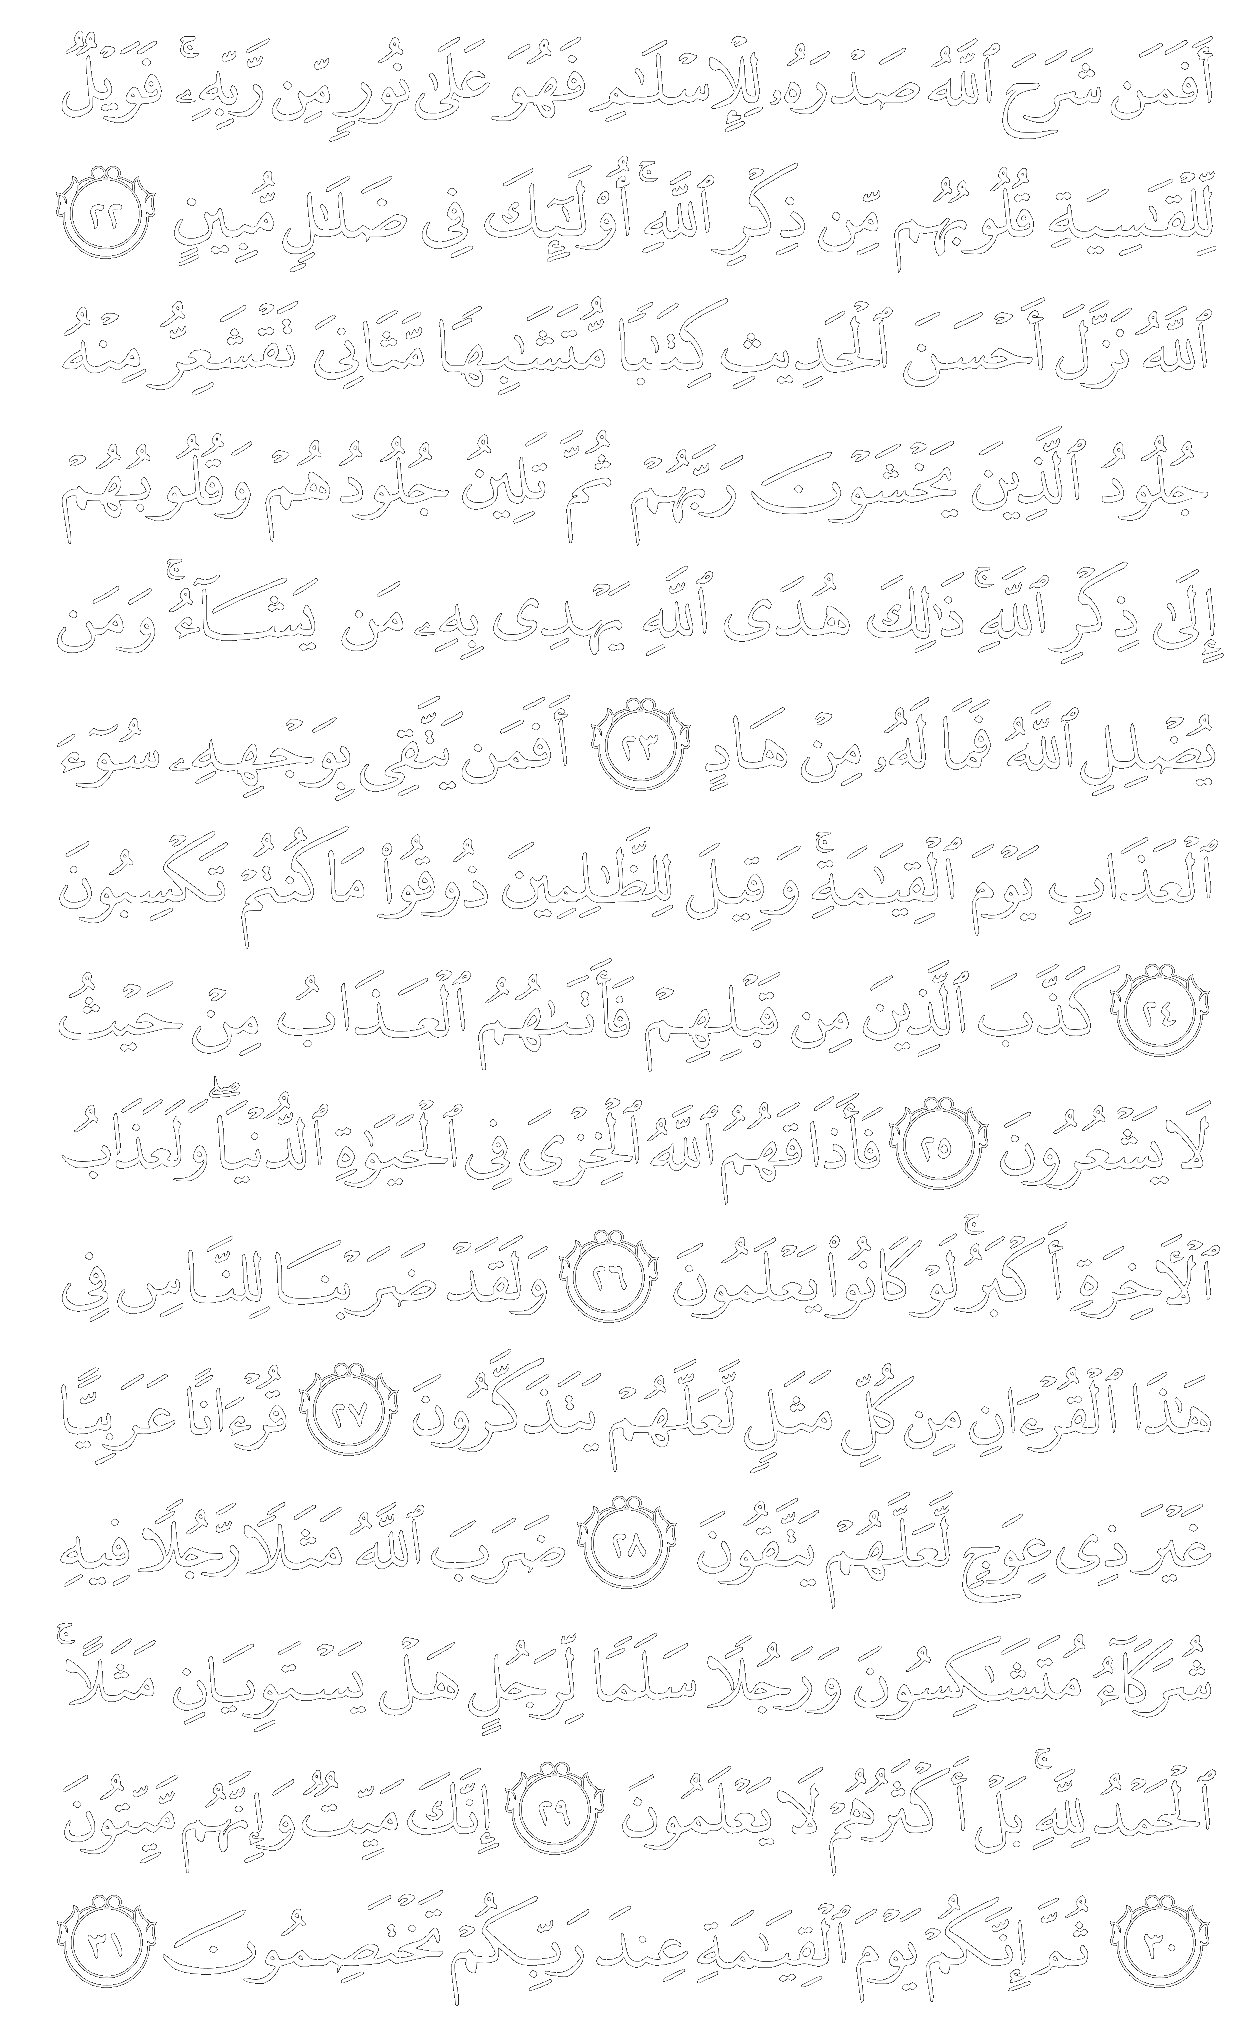 أَفَمَن شَرَحَ ٱللَّهُ صَدْرَهُۥ لِلْإِسْلَـٰمِ فَهُوَ عَلَىٰ نُورٍ مِّن رَّبِّهِۦ ۚ فَوَيْلٌ
لِّلْقَـٰسِيَةِ قُلُوبُهُم مِّن ذِكْرِ ٱللَّهِ ۚ أُو۟لَـٰٓئِكَ فِى ضَلَـٰلٍ مُّبِينٍ ٢٢
ٱللَّهُ نَزَّلَ أَحْسَنَ ٱلْحَدِيثِ كِتَـٰبًا مُّتَشَـٰبِهًا مَّثَانِىَ تَقْشَعِرُّ مِنْهُ
جُلُودُ ٱلَّذِينَ يَخْشَوْنَ رَبَّهُمْ ثُمَّ تَلِينُ جُلُودُهُمْ وَقُلُوبُهُمْ
إِلَىٰ ذِكْرِ ٱللَّهِ ۚ ذَٰلِكَ هُدَى ٱللَّهِ يَهْدِى بِهِۦ مَن يَشَآءُ ۚ وَمَن
يُضْلِلِ ٱللَّهُ فَمَا لَهُۥ مِنْ هَادٍ ٢٣ أَفَمَن يَتَّقِى بِوَجْهِهِۦ سُوٓءَ
ٱلْعَذَابِ يَوْمَ ٱلْقِيَـٰمَةِ ۚ وَقِيلَ لِلظَّـٰلِمِينَ ذُوقُوا۟ مَا كُنتُمْ تَكْسِبُونَ
٢٤ كَذَّبَ ٱلَّذِينَ مِن قَبْلِهِمْ فَأَتَىٰهُمُ ٱلْعَذَابُ مِنْ حَيْثُ
لَا يَشْعُرُونَ ٢٥ فَأَذَاقَهُمُ ٱللَّهُ ٱلْخِزْىَ فِى ٱلْحَيَوٰةِ ٱلدُّنْيَا ۖ وَلَعَذَابُ
ٱلْـَٔاخِرَةِ أَكْبَرُ ۚ لَوْ كَانُوا۟ يَعْلَمُونَ ٢٦ وَلَقَدْ ضَرَبْنَا لِلنَّاسِ فِى
هَـٰذَا ٱلْقُرْءَانِ مِن كُلِّ مَثَلٍ لَّعَلَّهُمْ يَتَذَكَّرُونَ ٢٧ قُرْءَانًا عَرَبِيًّا
غَيْرَ ذِى عِوَجٍ لَّعَلَّهُمْ يَتَّقُونَ ٢٨ ضَرَبَ ٱللَّهُ مَثَلًا رَّجُلًا فِيهِ
شُرَكَآءُ مُتَشَـٰكِسُونَ وَرَجُلًا سَلَمًا لِّرَجُلٍ هَلْ يَسْتَوِيَانِ مَثَلًا ۚ
ٱلْحَمْدُ لِلَّهِ ۚ بَلْ أَكْثَرُهُمْ لَا يَعْلَمُونَ ٢٩ إِنَّكَ مَيِّتٌ وَإِنَّهُم مَّيِّتُونَ
٣٠ ثُمَّ إِنَّكُمْ يَوْمَ ٱلْقِيَـٰمَةِ عِندَ رَبِّكُمْ تَخْتَصِمُونَ ٣١